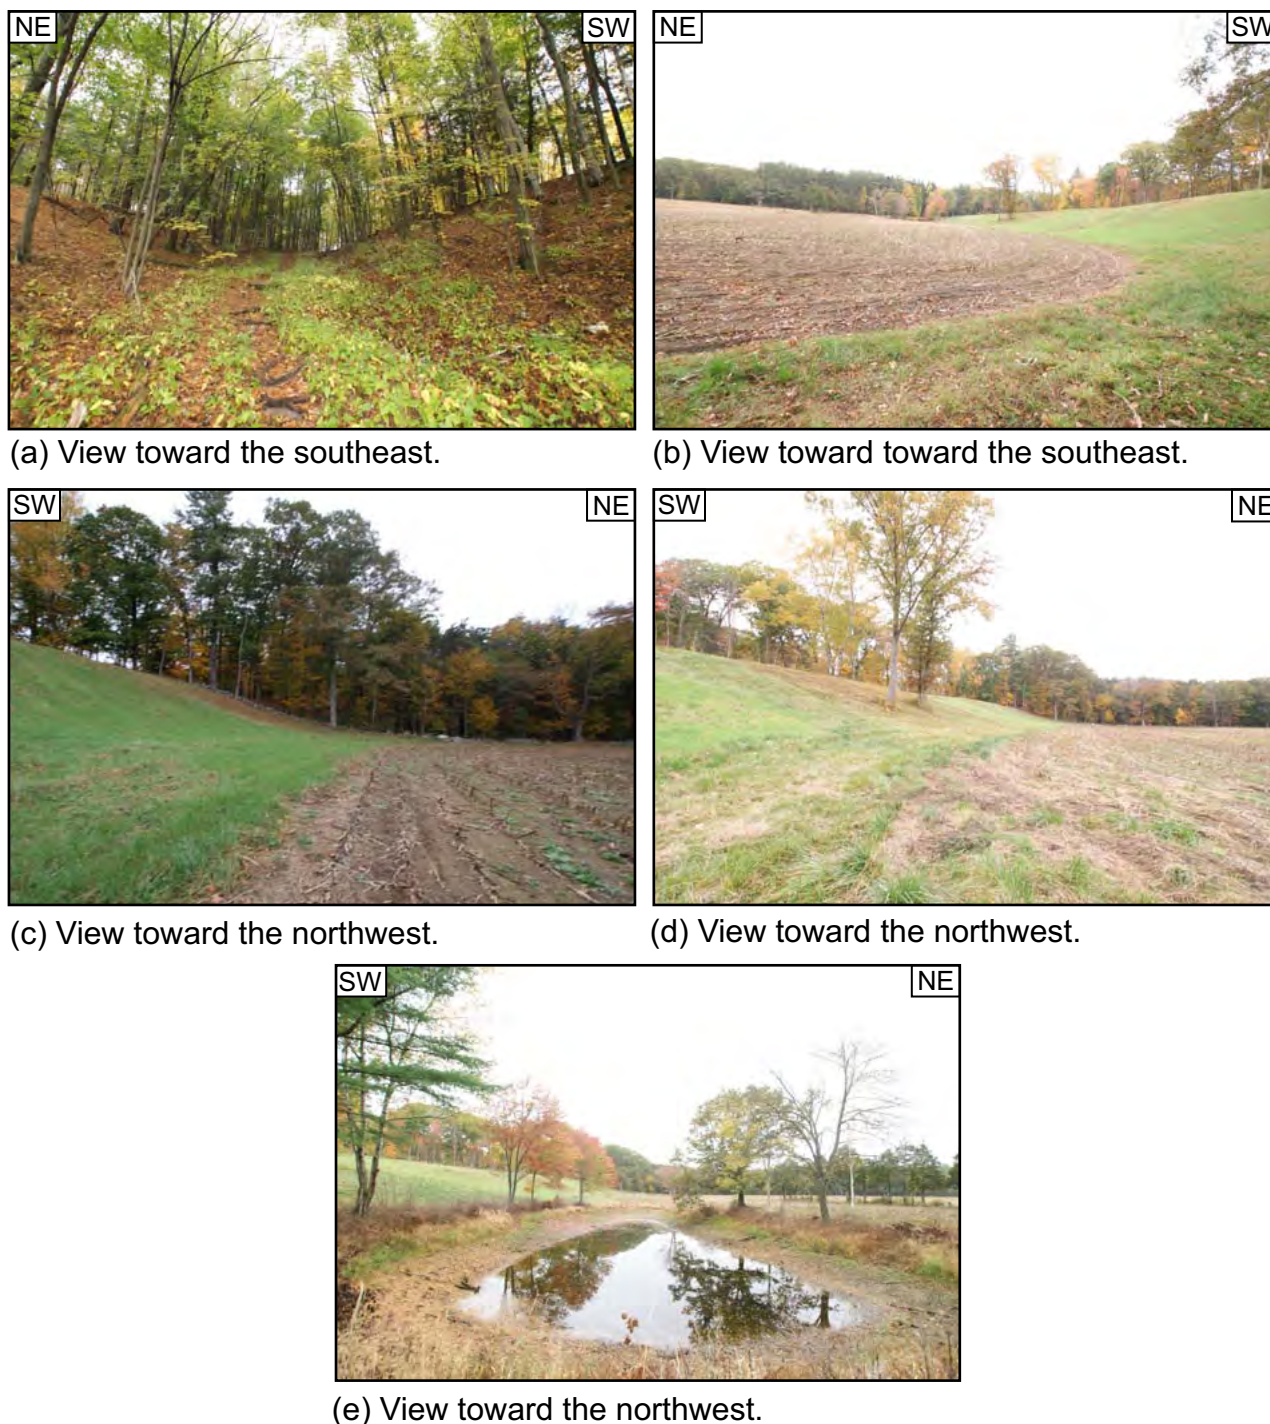 NE SW
NE SW
(a) View toward the southeast.
(b) View toward toward the southeast.
SW NE
SW NE
(c) View toward the northwest.
(d) View toward the northwest.
SW NE
(e) View toward the northwest.